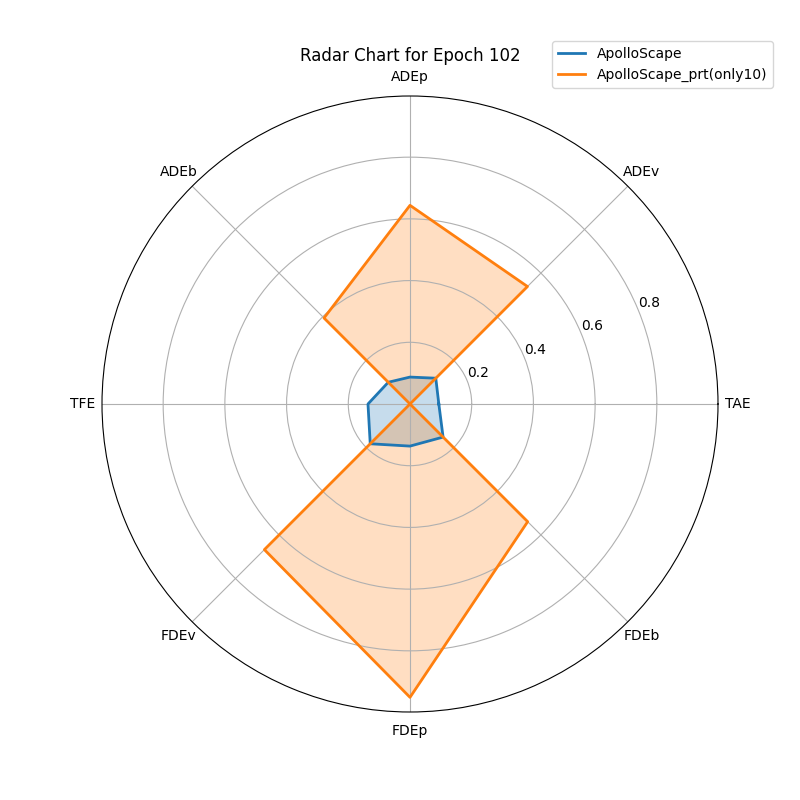 Radar Chart for Epoch 102
ApolloScape
ApolloScape_prt(only10)
ADEp
ADEb
ADEv
0.8
0.6
0.4
0.2
TFE
TAE
FDEv
FDEb
FDEp